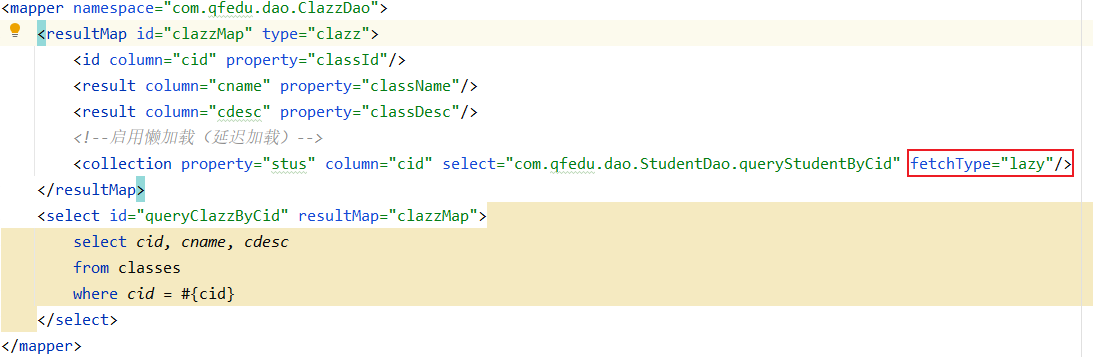 <mapper namespace="com.qfedu.dao.ClazzDao">
<resultMap id="clazzMap" type="clazz">
<id column="cid" property="classId"/>
<result column="cname" property="className"/>
<result column="cdesc" property="classDesc"/>
<!--启用懒加载（延迟加载）-->
<collection property="stus" column="cid" select="com.qfedu.dao.StudentDao.queryStudentByCid" fetchType="lazy"/>
</resultMap>
<select id="queryClazzByCid" resultMap="clazzMap">
select cid, cname, cdesc
from classes
where cid = #{cid}
</select>
</mapper>